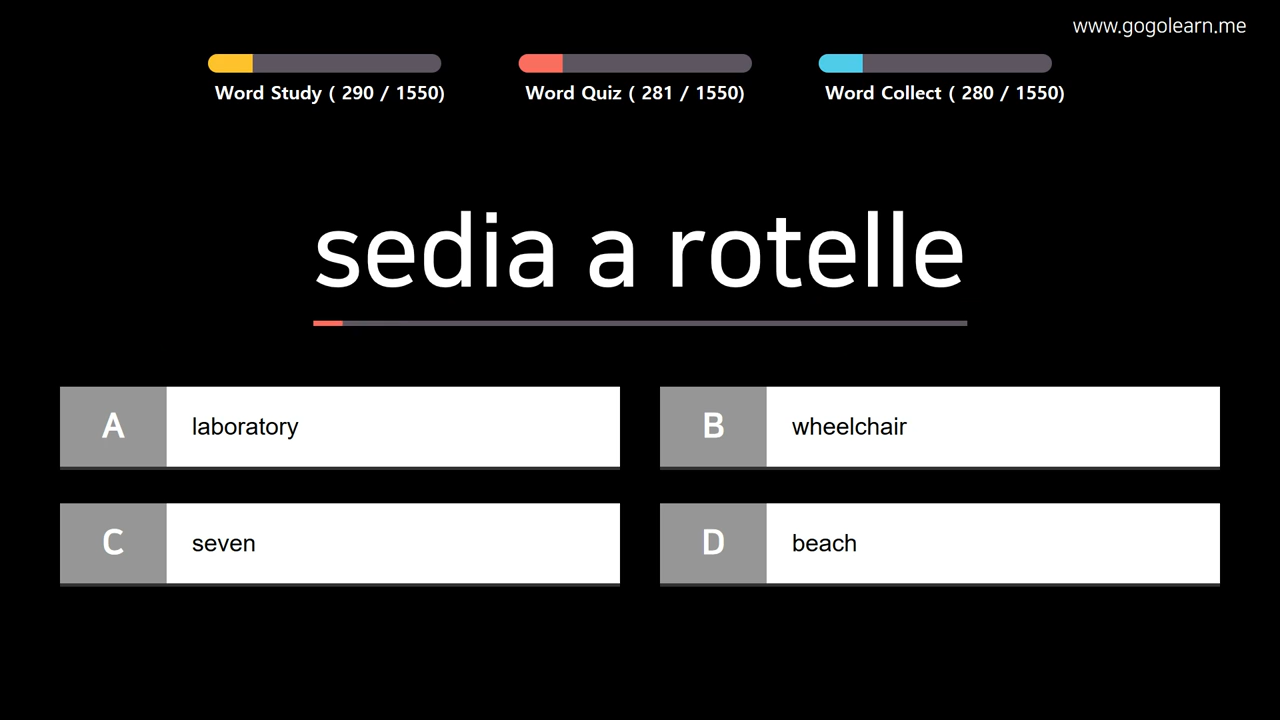 www.gogolearn.me
Word Study ( 290 / 1550)
Word Quiz ( 281 / 1550)
Word Collect ( 280 / 1550)
sedia a rotelle
A
laboratory
B
wheelchair
C
seven
D
beach